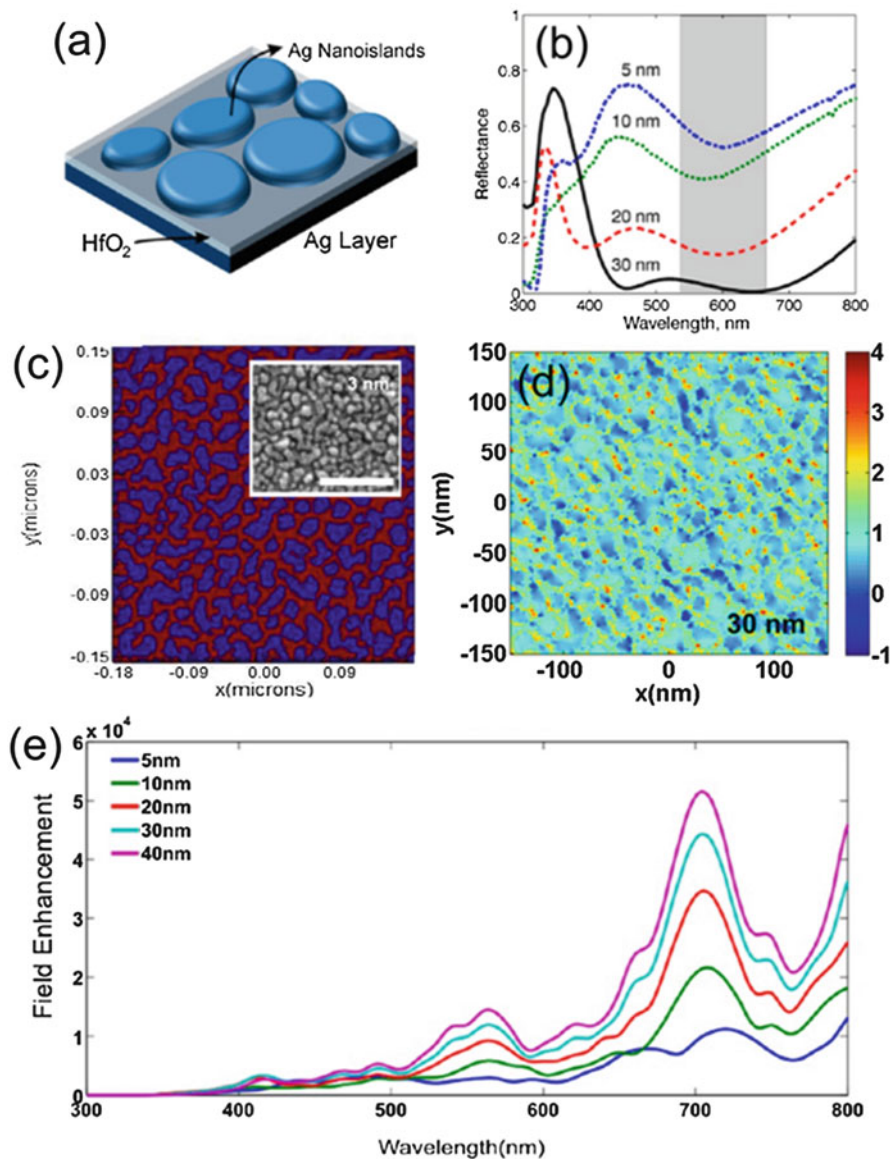 (a)
Ag Nanoislands
HfO₂
Ag Layer
(b)
Reflectance
1
0.8
0.6
0.4
0.2
0
5 nm
10 nm
20 nm
30 nm
300 400 500 600 700 800
Wavelength, nm
(c)
y(microns)
0.15
0.09
0.03
-0.03
-0.09
-0.15
3 nm
-0.18 -0.09 0.00 0.09
x(microns)
(d)
y(nm)
150
100
50
0
-50
-100
-150
30 nm
-100 0 100
x(nm)
4
3
2
1
0
-1
(e)
x 10⁴
Field Enhancement
6
5
4
3
2
1
0
5nm
10nm
20nm
30nm
40nm
300 400 500 600 700 800
Wavelength(nm)